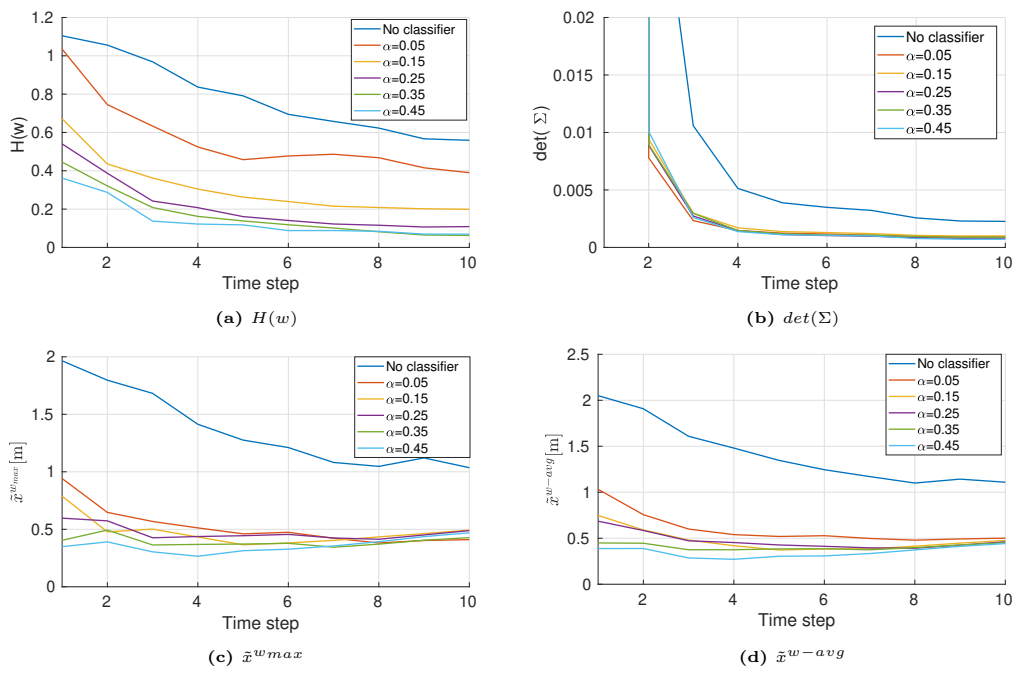 H(w)
1.2
1
0.8
0.6
0.4
0.2
0
2 4 6 8 10
Time step
No classifier
α=0.05
α=0.15
α=0.25
α=0.35
α=0.45
(a) H(w)
det( Σ)
0.02
0.015
0.01
0.005
0
2 4 6 8 10
Time step
No classifier
α=0.05
α=0.15
α=0.25
α=0.35
α=0.45
(b) det(Σ)
x̃^{w_{max}}[m]
2
1.5
1
0.5
0
2 4 6 8 10
Time step
No classifier
α=0.05
α=0.15
α=0.25
α=0.35
α=0.45
(c) x̃^{wmax}
x̃^{w−avg}[m]
2.5
2
1.5
1
0.5
0
2 4 6 8 10
Time step
No classifier
α=0.05
α=0.15
α=0.25
α=0.35
α=0.45
(d) x̃^{w−avg}